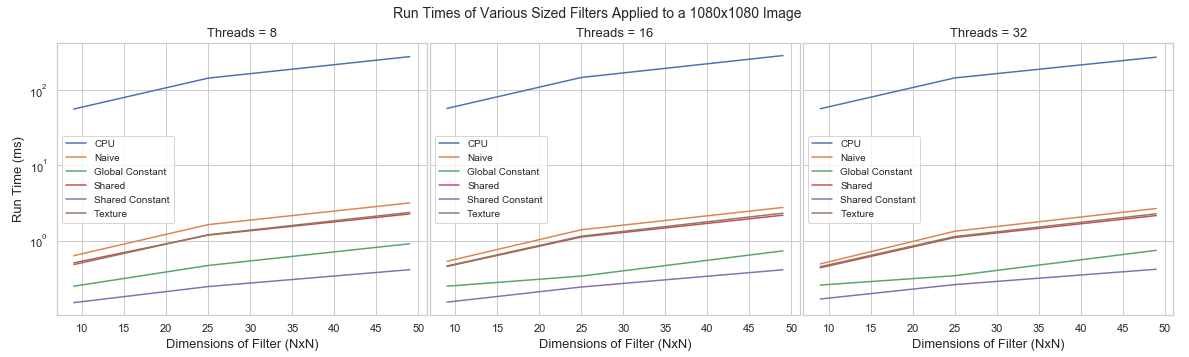 Run Times of Various Sized Filters Applied to a 1080x1080 Image
Threads = 8
Threads = 16
Threads = 32
Run Time (ms)
10²
10¹
10⁰
CPU
Naive
Global Constant
Shared
Shared Constant
Texture
CPU
Naive
Global Constant
Shared
Shared Constant
Texture
CPU
Naive
Global Constant
Shared
Shared Constant
Texture
10 15 20 25 30 35 40 45 50
10 15 20 25 30 35 40 45 50
10 15 20 25 30 35 40 45 50
Dimensions of Filter (NxN)
Dimensions of Filter (NxN)
Dimensions of Filter (NxN)